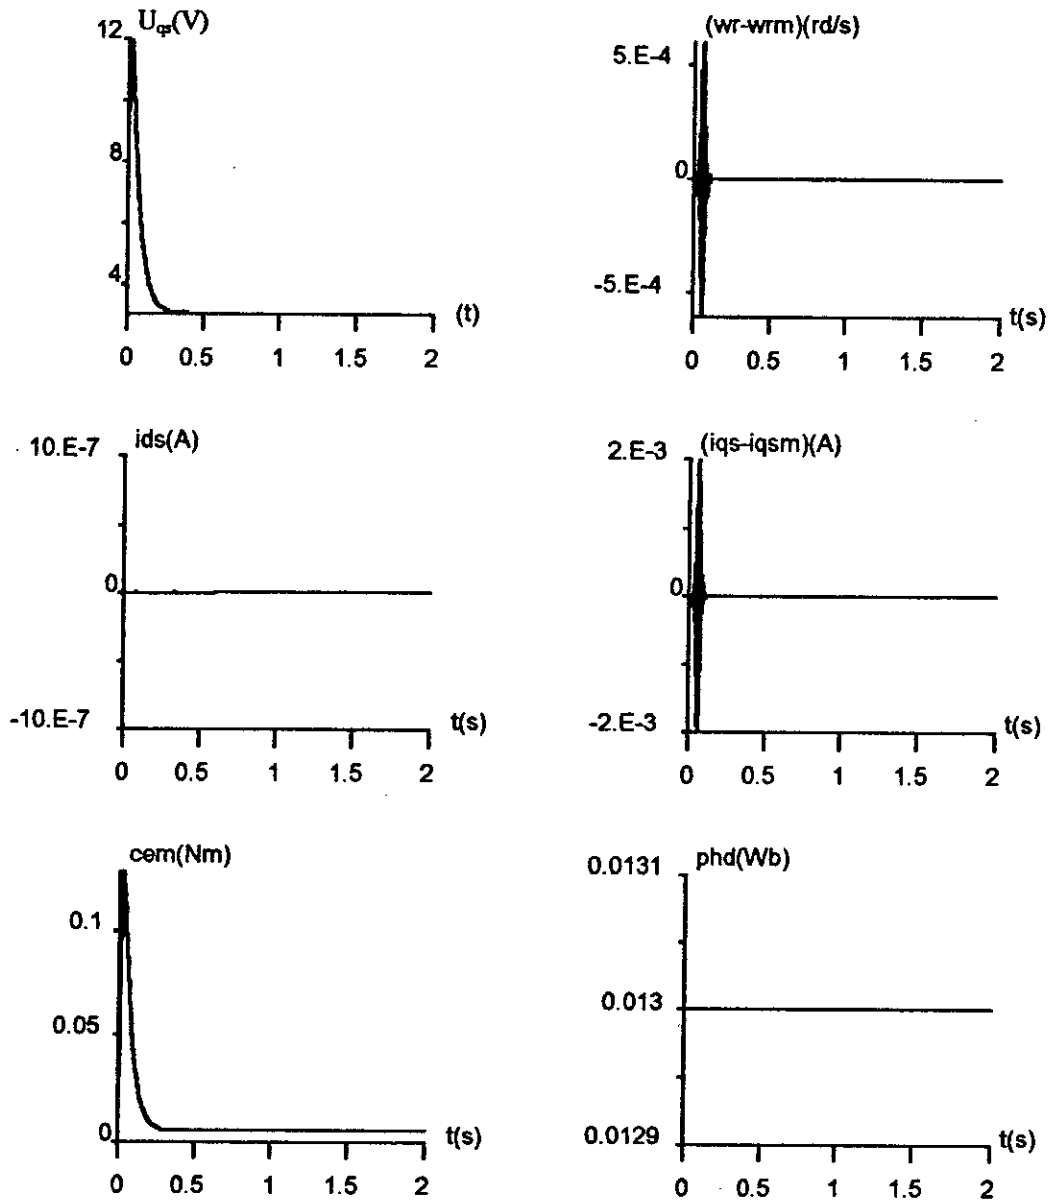 U_qs(V)
12
8
4
(t)
0 0.5 1 1.5 2
(wr-wrm)(rd/s)
5.E-4
0
-5.E-4
t(s)
0 0.5 1 1.5 2
ids(A)
10.E-7
0
-10.E-7
t(s)
0 0.5 1 1.5 2
(iqs-iqsm)(A)
2.E-3
0
-2.E-3
t(s)
0 0.5 1 1.5 2
cem(Nm)
0.1
0.05
0
t(s)
0 0.5 1 1.5 2
phd(Wb)
0.0131
0.013
0.0129
t(s)
0 0.5 1 1.5 2